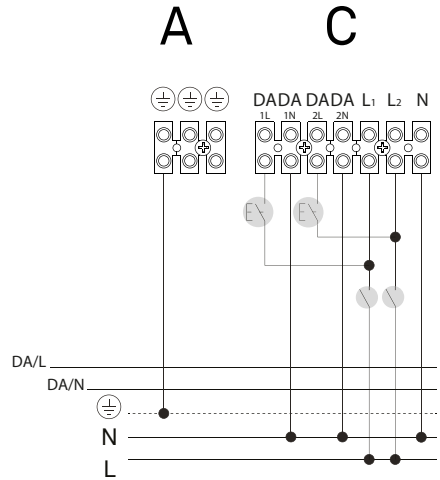 A C
DA DA DA DA L1 L2 N
1L 1N 2L 2N
E E
DA/L
DA/N
N
L